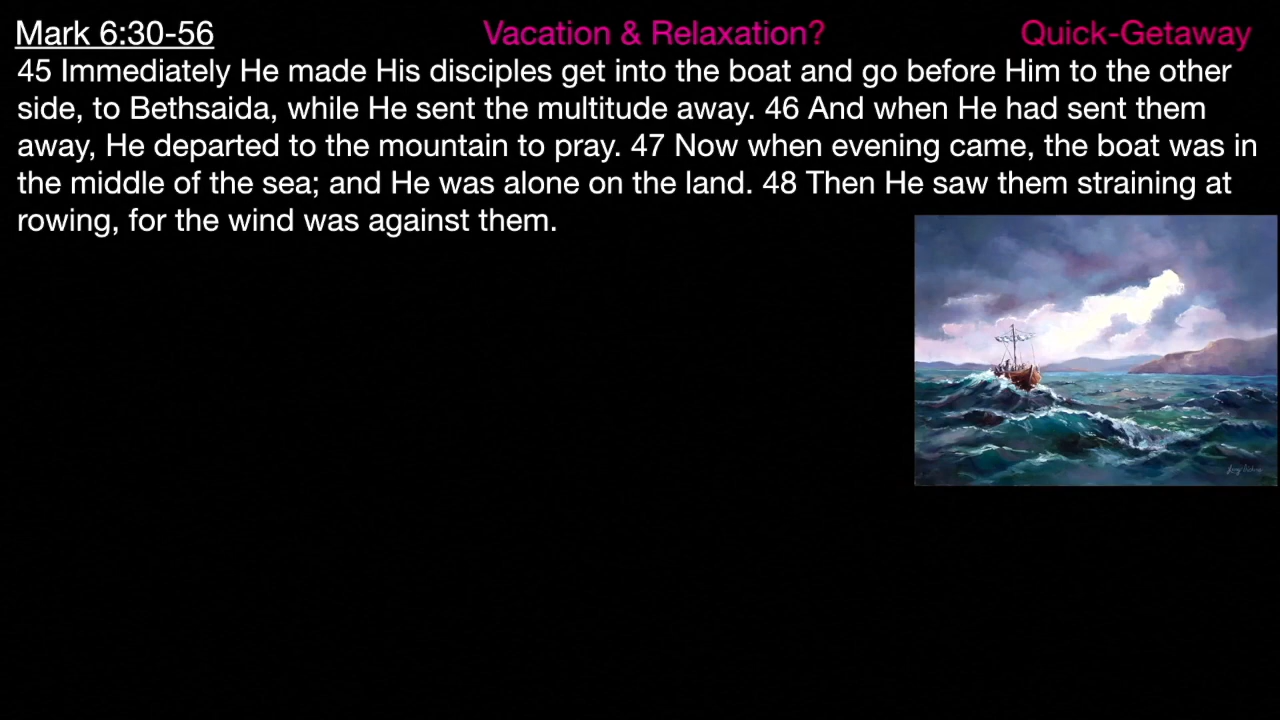 Mark 6:30-56 Vacation & Relaxation? Quick-Getaway
45 Immediately He made His disciples get into the boat and go before Him to the other
side, to Bethsaida, while He sent the multitude away. 46 And when He had sent them
away, He departed to the mountain to pray. 47 Now when evening came, the boat was in
the middle of the sea; and He was alone on the land. 48 Then He saw them straining at
rowing, for the wind was against them.